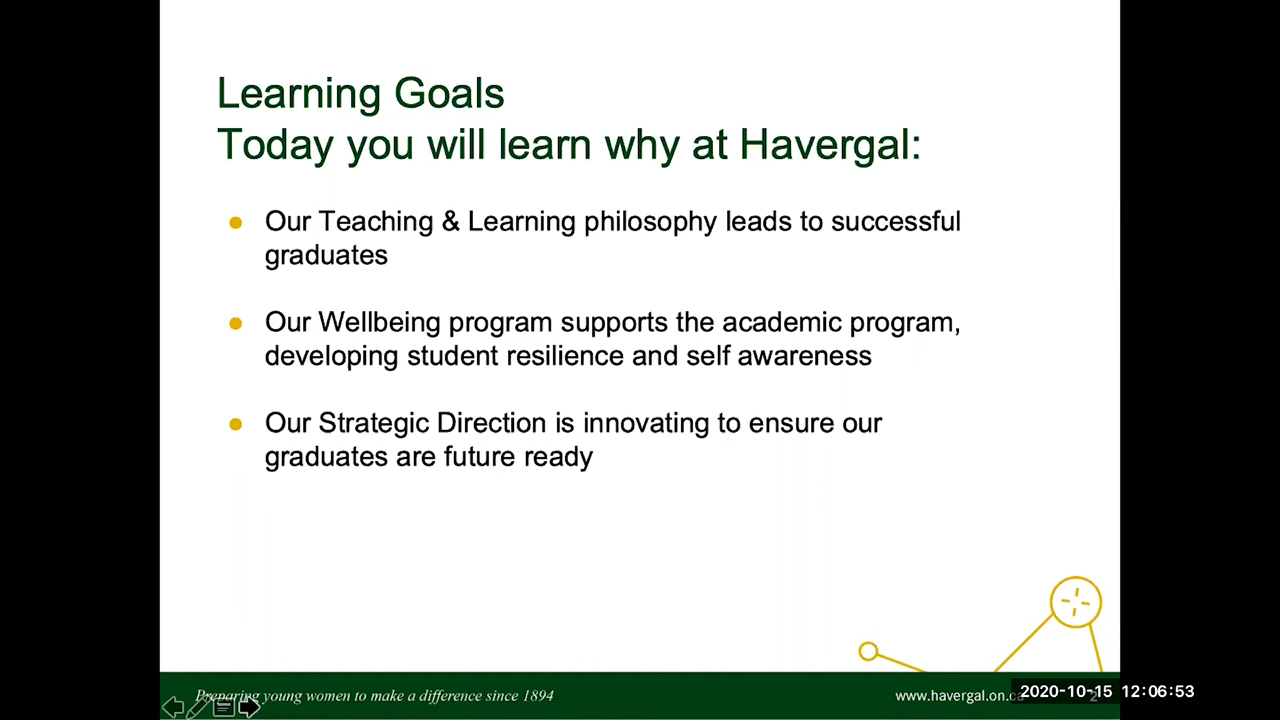 Learning Goals
Today you will learn why at Havergal:
● Our Teaching & Learning philosophy leads to successful
graduates
● Our Wellbeing program supports the academic program,
developing student resilience and self awareness
● Our Strategic Direction is innovating to ensure our
graduates are future ready
Preparing young women to make a difference since 1894
www.havergal.on.ca
2020-10-15 12:06:53